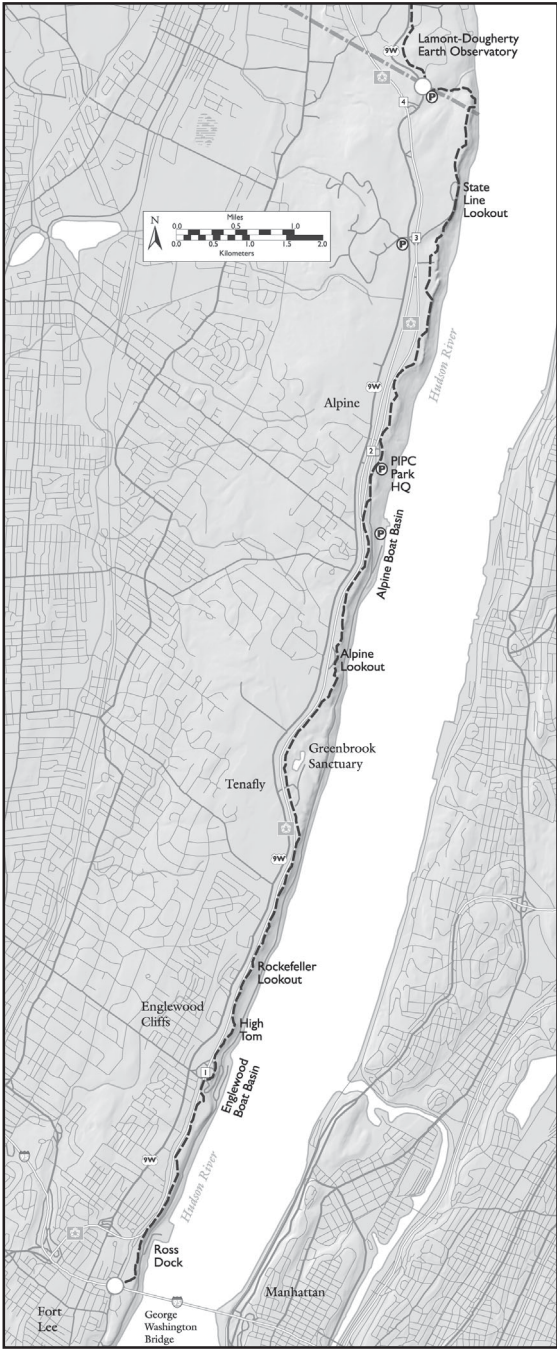 Lamont-Dougherty
Earth Observatory
9W
P
4
State
Line
Lookout
N
Miles
0.0 0.5 1.0
0.0 0.5 1.0 1.5 2.0
Kilometers
3
P
Hudson River
9W
Alpine
2
P
PIPC
Park
HQ
P
Alpine Boat Basin
Alpine
Lookout
Greenbrook
Sanctuary
Tenafly
9W
Rockefeller
Lookout
Englewood
Cliffs
High
Tom
1
Englewood
Boat Basin
9W
Hudson River
Ross
Dock
Manhattan
Fort
Lee
George
Washington
Bridge